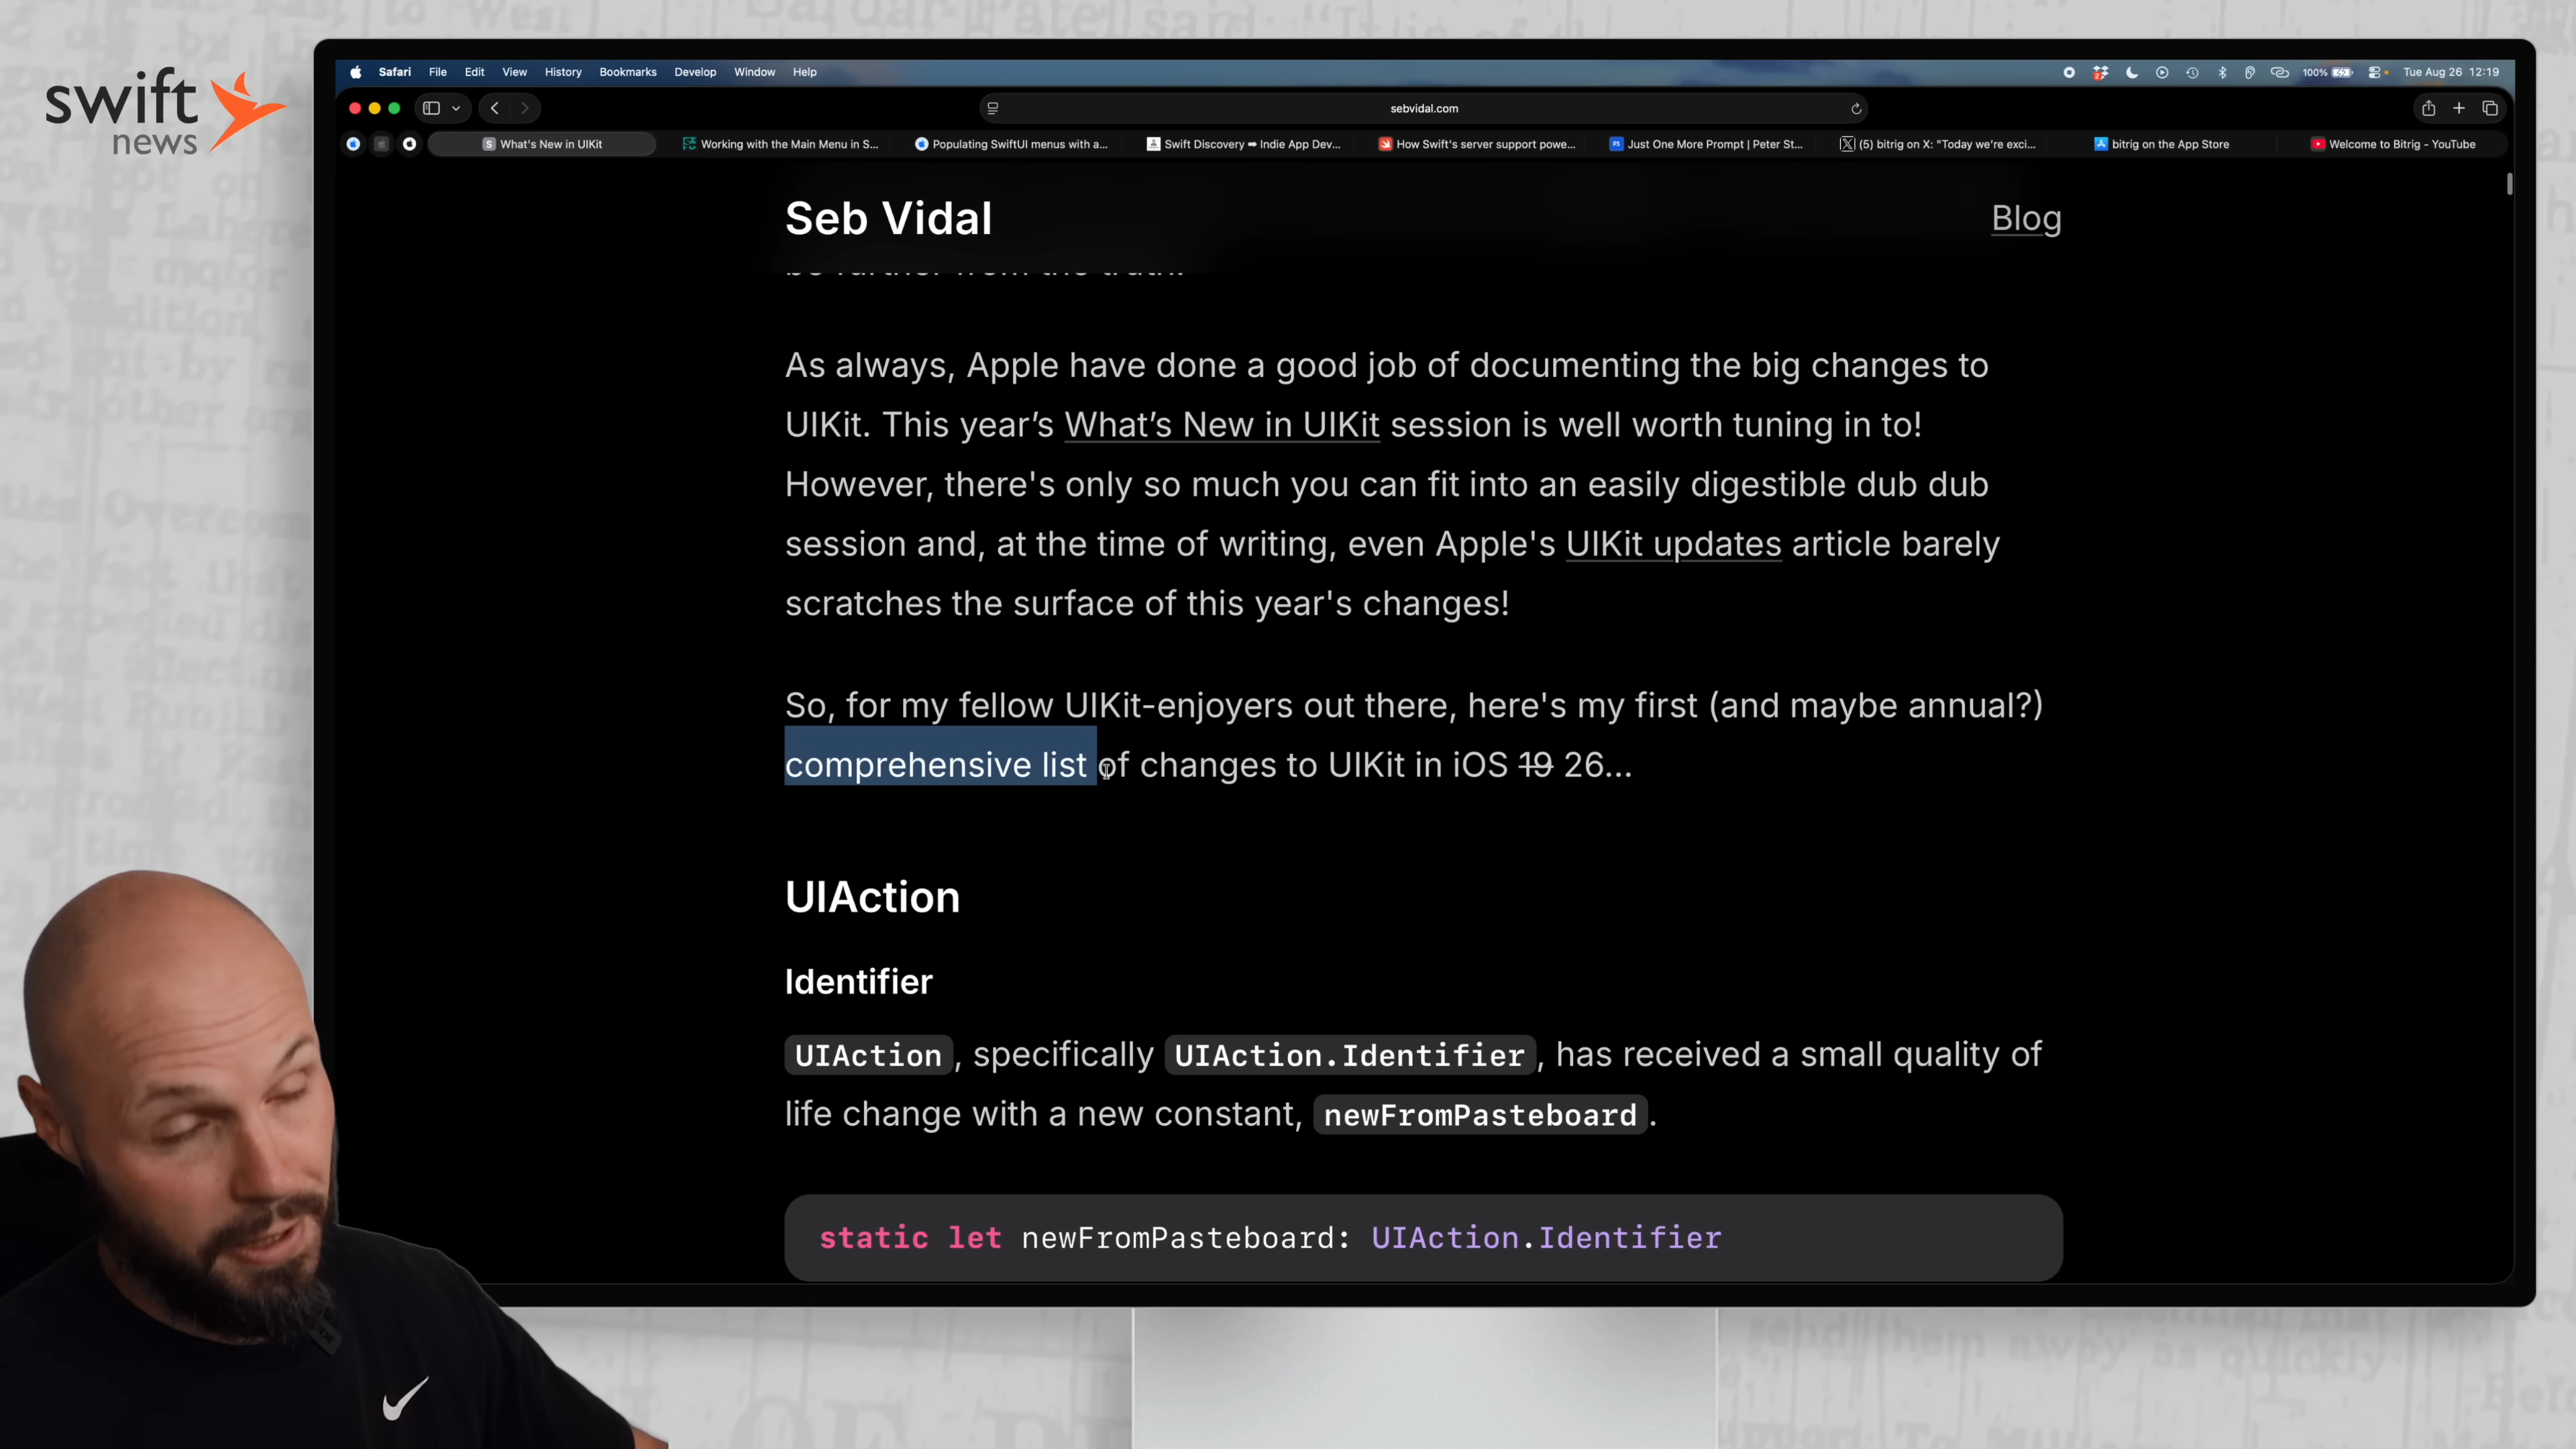 swift
news
Safari File Edit View History Bookmarks Develop Window Help
100% Tue Aug 26 12:19
sebvidal.com
What's New in UIKit
Working with the Main Menu in S...
Populating SwiftUI menus with a...
Swift Discovery ➡ Indie App Dev...
How Swift's server support powe...
Just One More Prompt | Peter St...
(5) bitrig on X: "Today we're exci...
bitrig on the App Store
Welcome to Bitrig - YouTube
Seb Vidal
Blog
be further from the truth.
As always, Apple have done a good job of documenting the big changes to
UIKit. This year’s What’s New in UIKit session is well worth tuning in to!
However, there's only so much you can fit into an easily digestible dub dub
session and, at the time of writing, even Apple's UIKit updates article barely
scratches the surface of this year's changes!
So, for my fellow UIKit-enjoyers out there, here's my first (and maybe annual?)
comprehensive list of changes to UIKit in iOS 19 26...
UIAction
Identifier
UIAction, specifically UIAction.Identifier, has received a small quality of
life change with a new constant, newFromPasteboard.
static let newFromPasteboard: UIAction.Identifier